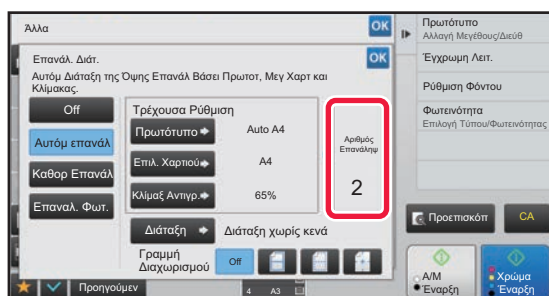 Άλλα
OK
Επανάλ. Διάτ.
OK
Αυτόμ Διάταξη της Όψης Επανάλ Βάσει Πρωτοτ, Μεγ Χαρτ και
Κλίμακας.
Off
Αυτόμ επανάλ
Καθορ Επανάλ
Επαναλ. Φωτ.
Τρέχουσα Ρύθμιση
Πρωτότυπο
Auto A4
Επιλ. Χαρτιού
A4
Κλίμαξ Αντιγρ.
65%
Αριθμός
Επανάληψ
2
Διάταξη
Διάταξη χωρίς κενά
Γραμμή
Διαχωρισμού
Off
Προηγούμεν
4
A3
Πρωτότυπο
Αλλαγή Μεγέθους/Διεύθ
Έγχρωμη Λειτ.
Ρύθμιση Φόντου
Φωτεινότητα
Επιλογή Τύπου/Φωτεινότητας
Προεπισκόπ
CA
Α/Μ
Έναρξη
Χρώμα
Έναρξη